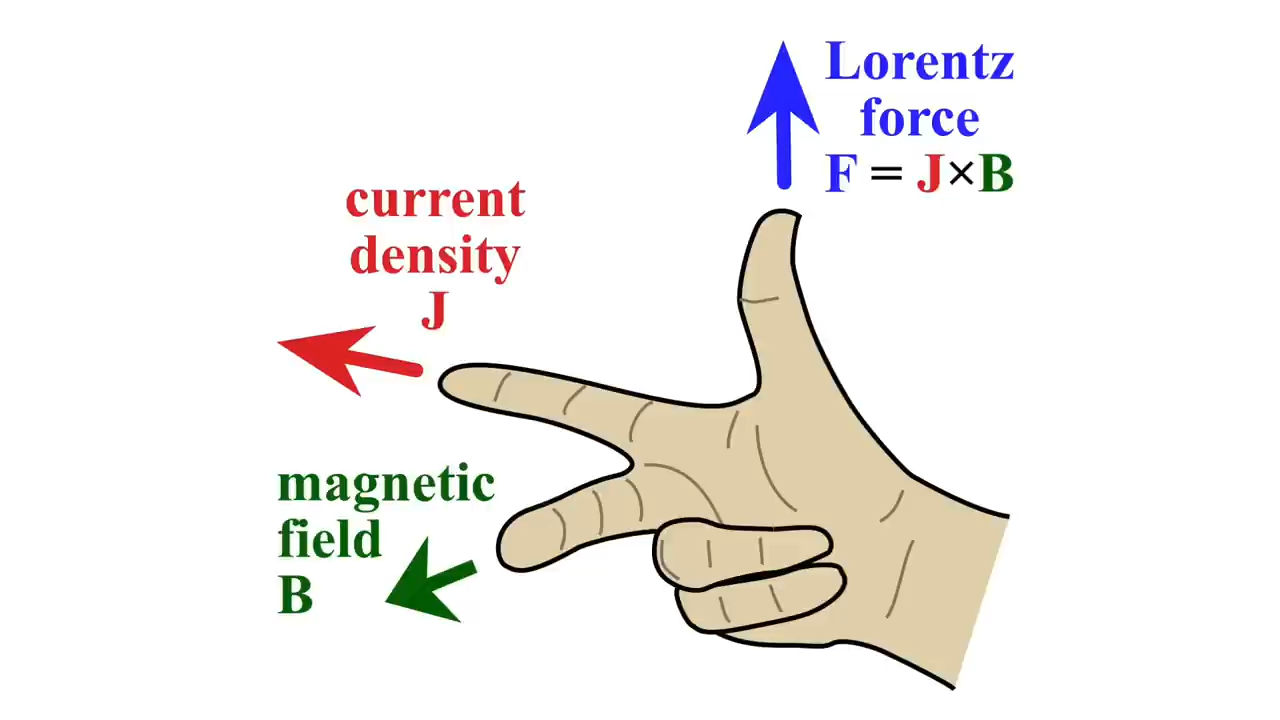 Lorentz
force
F = J×B
current
density
J
magnetic
field
B